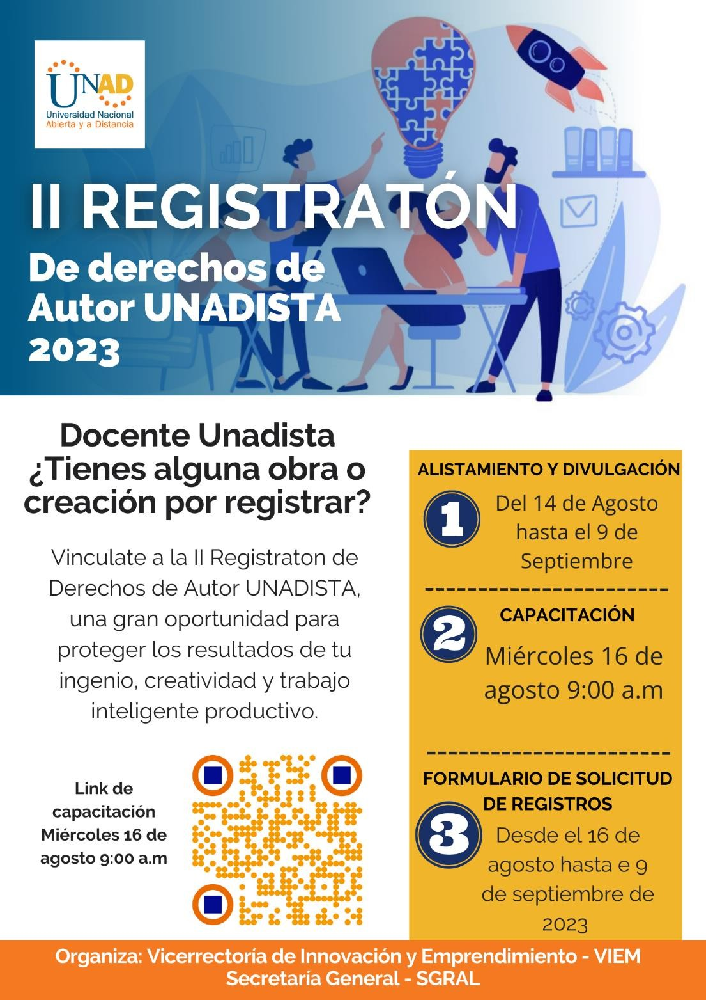 UNAD
Universidad Nacional
Abierta y a Distancia
II REGISTRATÓN
De derechos de
Autor UNADISTA
2023
Docente Unadista
¿Tienes alguna obra o
creación por registrar?
Vinculate a la II Registraton de
Derechos de Autor UNADISTA,
una gran oportunidad para
proteger los resultados de tu
ingenio, creatividad y trabajo
inteligente productivo.
Link de
capacitación
Miércoles 16 de
agosto 9:00 a.m
ALISTAMIENTO Y DIVULGACIÓN
1
Del 14 de Agosto
hasta el 9 de
Septiembre
CAPACITACIÓN
2
Miércoles 16 de
agosto 9:00 a.m
FORMULARIO DE SOLICITUD
DE REGISTROS
3
Desde el 16 de
agosto hasta e 9
de septiembre de
2023
Organiza: Vicerrectoría de Innovación y Emprendimiento - VIEM
Secretaría General - SGRAL